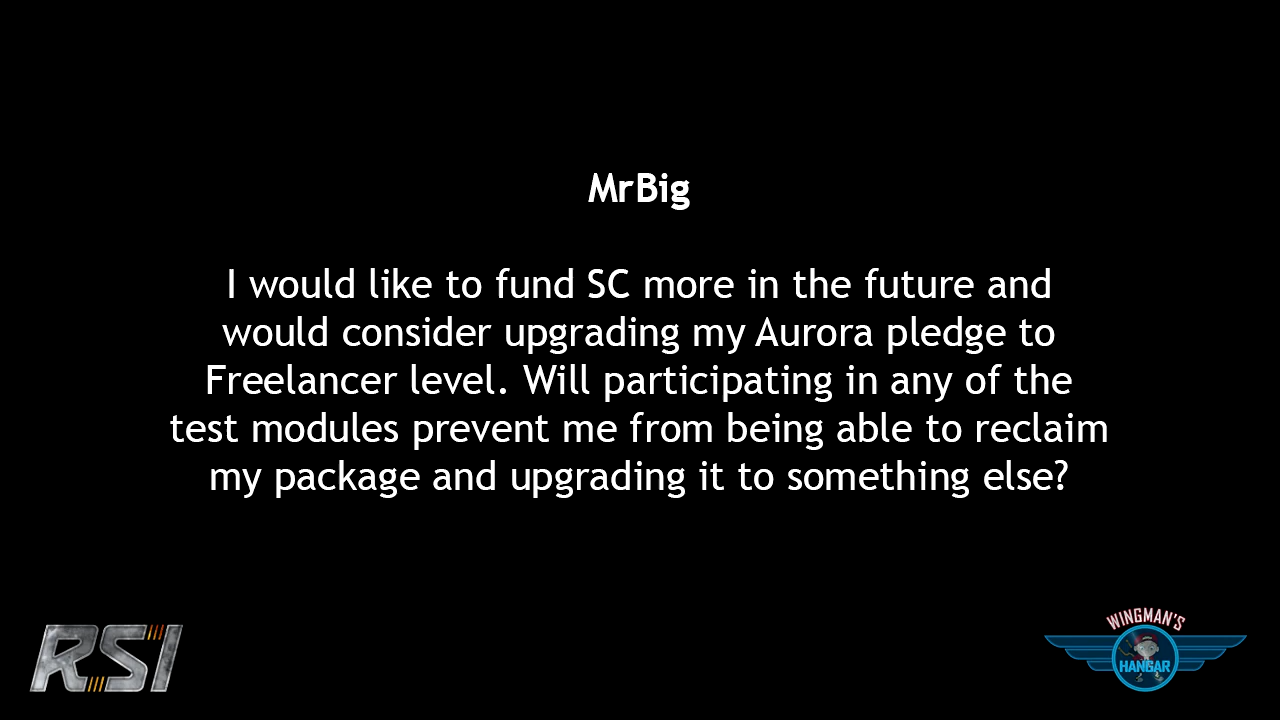 MrBig
I would like to fund SC more in the future and
would consider upgrading my Aurora pledge to
Freelancer level. Will participating in any of the
test modules prevent me from being able to reclaim
my package and upgrading it to something else?
RSI
WINGMAN'S
HANGAR